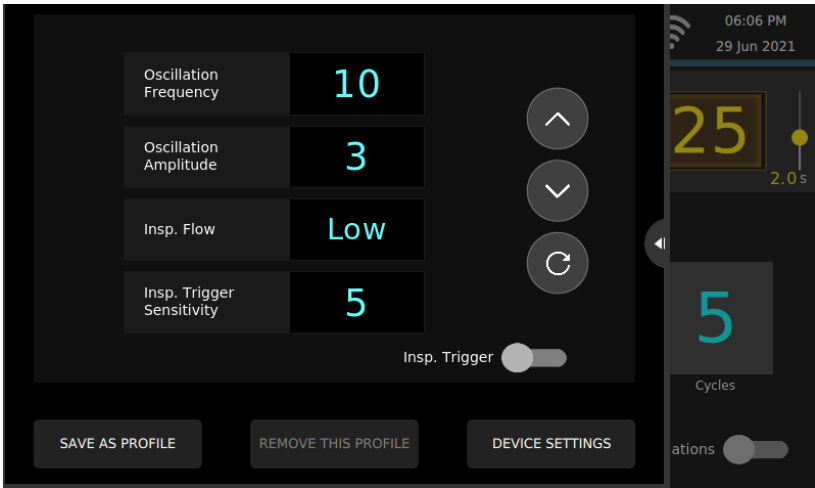 06:06 PM
29 Jun 2021
Oscillation
Frequency
10
Oscillation
Amplitude
3
Insp. Flow
Low
Insp. Trigger
Sensitivity
5
Insp. Trigger
SAVE AS PROFILE
REMOVE THIS PROFILE
DEVICE SETTINGS
25
2.0 s
5
Cycles
ations